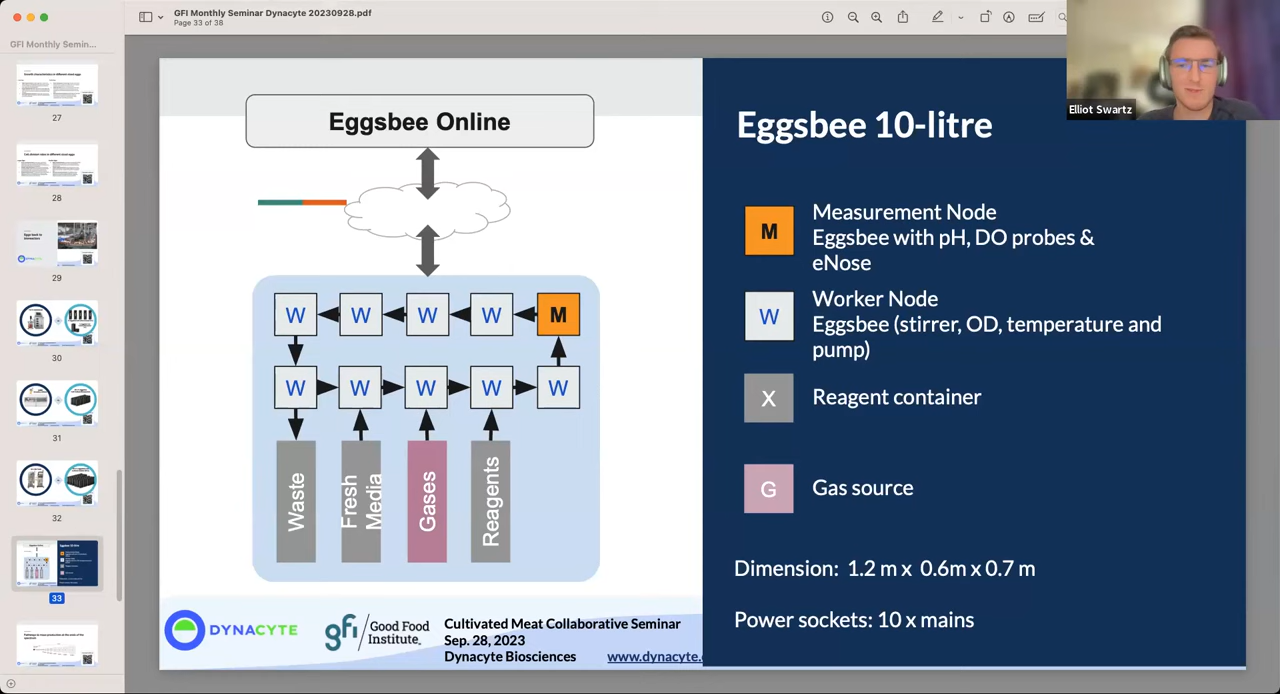 GFI Monthly Seminar Dynacyte 20230928.pdf
Page 33 of 38
GFI Monthly Semin...
27
28
29
30
31
32
33
Elliot Swartz
Eggsbee Online
W W W W M
W W W W W
Waste
Fresh
Media
Gases
Reagents
DYNACYTE
gfi
Good Food
Institute
Cultivated Meat Collaborative Seminar
Sep. 28, 2023
Dynacyte Biosciences www.dynacyte.
Eggsbee 10-litre
M
Measurement Node
Eggsbee with pH, DO probes &
eNose
W
Worker Node
Eggsbee (stirrer, OD, temperature and
pump)
X
Reagent container
G
Gas source
Dimension: 1.2 m x 0.6m x 0.7 m
Power sockets: 10 x mains